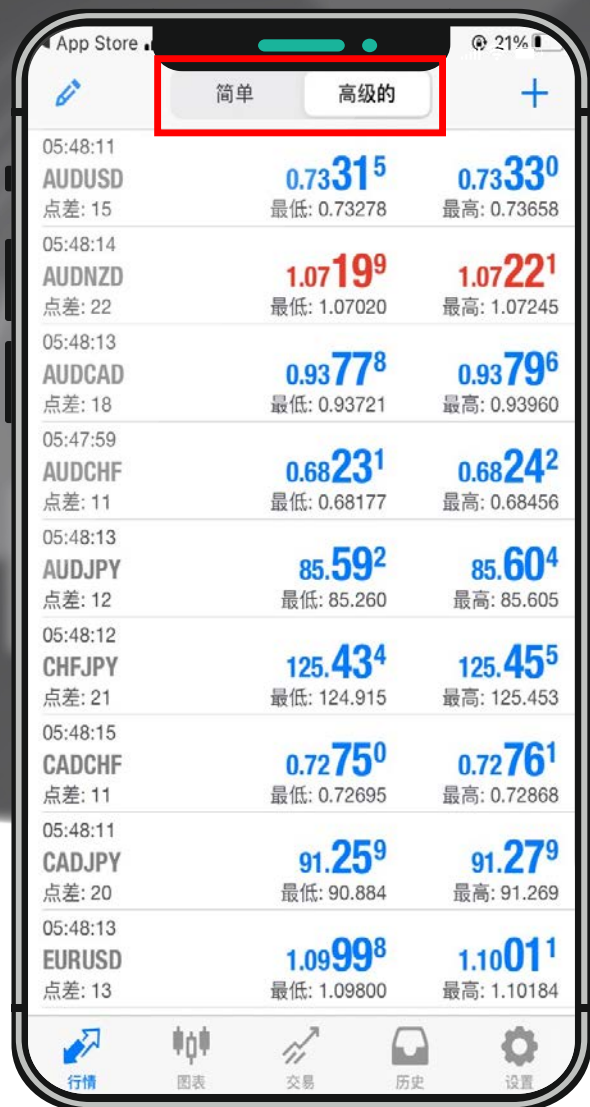 App Store
21%
简单 高级的
05:48:11
AUDUSD 0.73315 0.73330
点差: 15 最低: 0.73278 最高: 0.73658
05:48:14
AUDNZD 1.07199 1.07221
点差: 22 最低: 1.07020 最高: 1.07245
05:48:13
AUDCAD 0.93778 0.93796
点差: 18 最低: 0.93721 最高: 0.93960
05:47:59
AUDCHF 0.68231 0.68242
点差: 11 最低: 0.68177 最高: 0.68456
05:48:13
AUDJPY 85.592 85.604
点差: 12 最低: 85.260 最高: 85.605
05:48:12
CHFJPY 125.434 125.455
点差: 21 最低: 124.915 最高: 125.453
05:48:15
CADCHF 0.72750 0.72761
点差: 11 最低: 0.72695 最高: 0.72868
05:48:11
CADJPY 91.259 91.279
点差: 20 最低: 90.884 最高: 91.269
05:48:13
EURUSD 1.09998 1.10011
点差: 13 最低: 1.09800 最高: 1.10184
行情 图表 交易 历史 设置